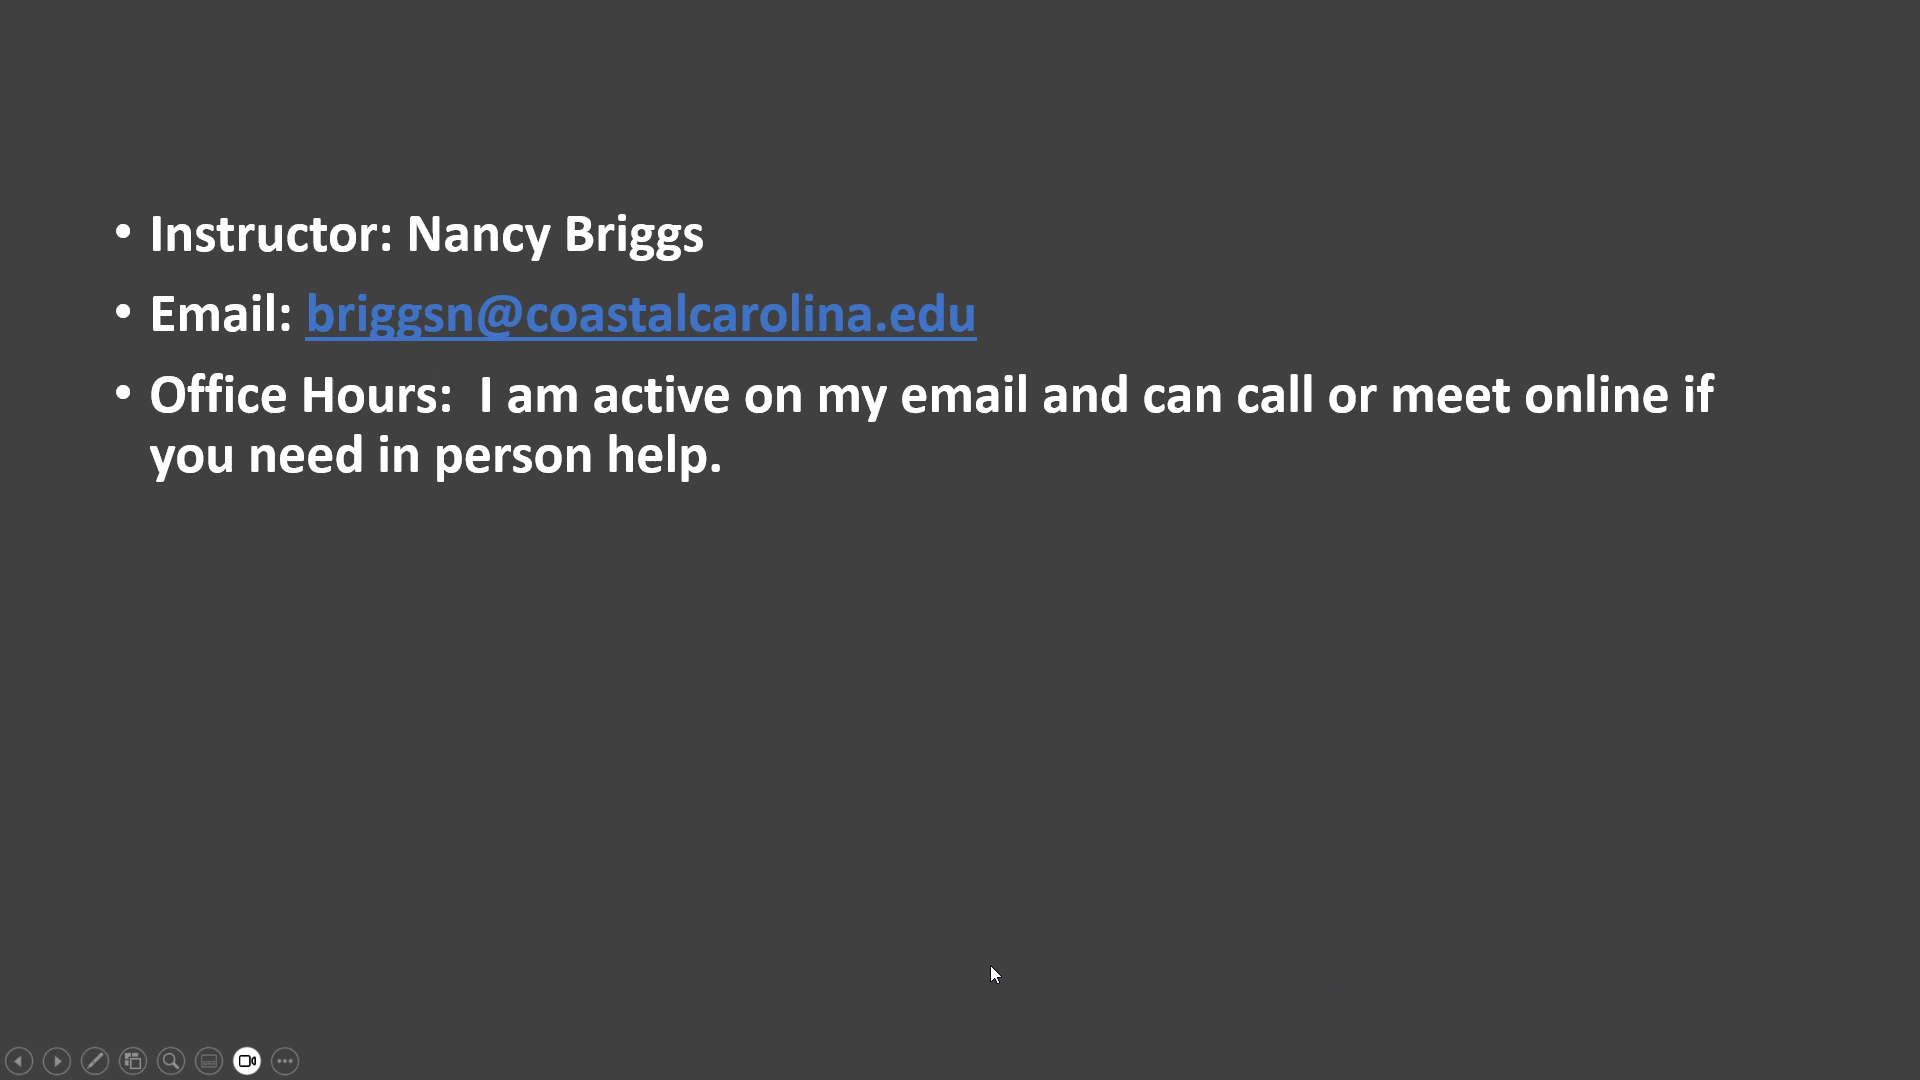 • Instructor: Nancy Briggs
• Email: briggsn@coastalcarolina.edu
• Office Hours:  I am active on my email and can call or meet online if
you need in person help.